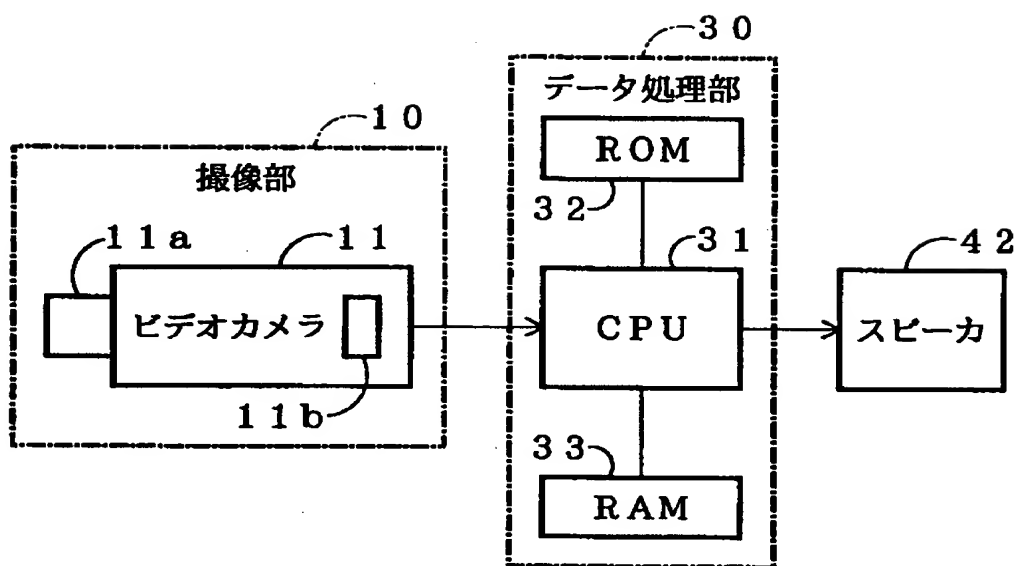 ３０
データ処理部
ＲＯＭ
３２
１０
撮像部
１１a
１１
ビデオカメラ
１１b
３１
ＣＰＵ
４２
スピーカ
３３
ＲＡＭ